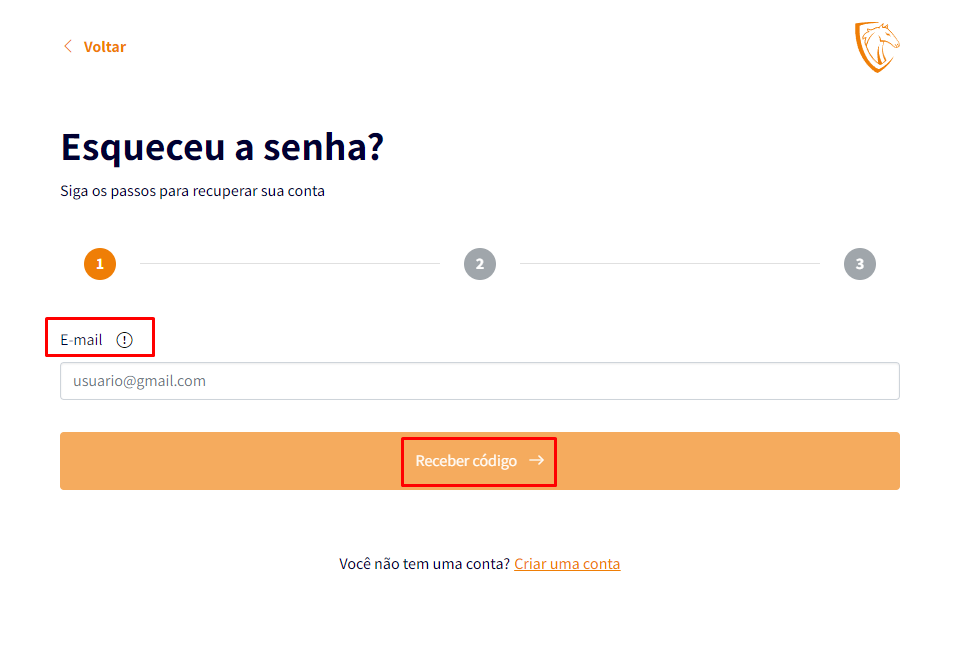 Voltar
Esqueceu a senha?
Siga os passos para recuperar sua conta
1 2 3
E-mail
usuario@gmail.com
Receber código →
Você não tem uma conta? Criar uma conta